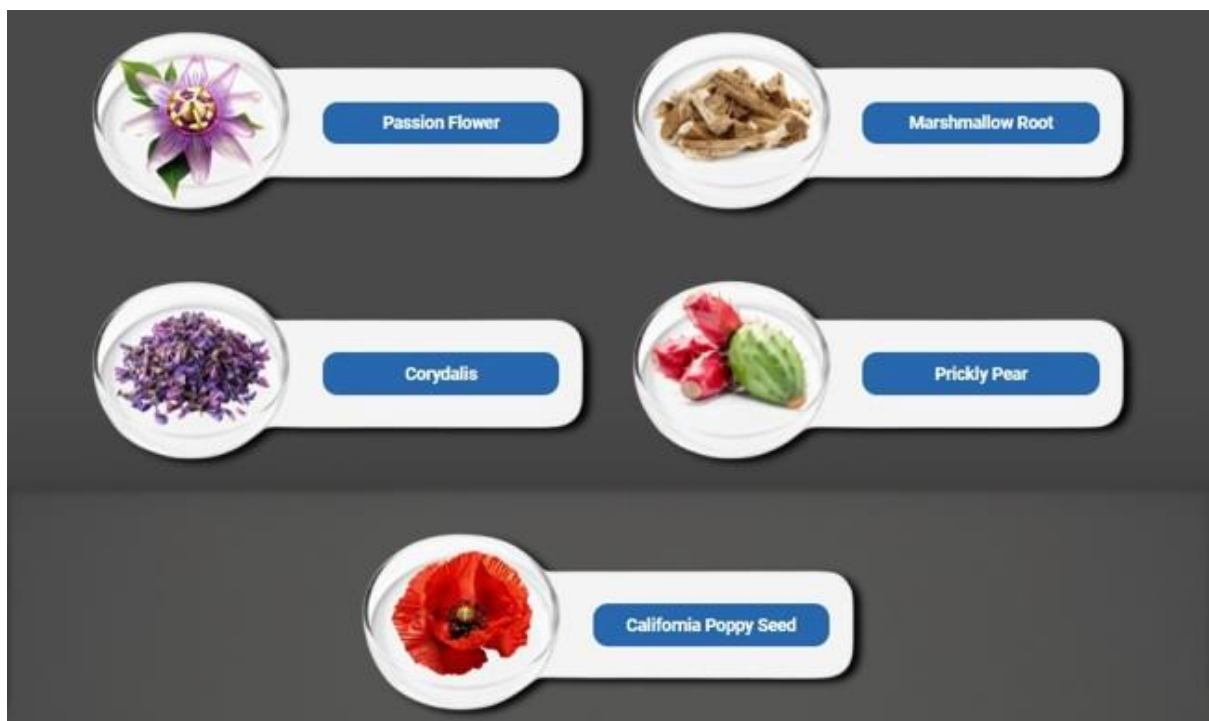 Passion Flower
Marshmallow Root
Corydalis
Prickly Pear
California Poppy Seed